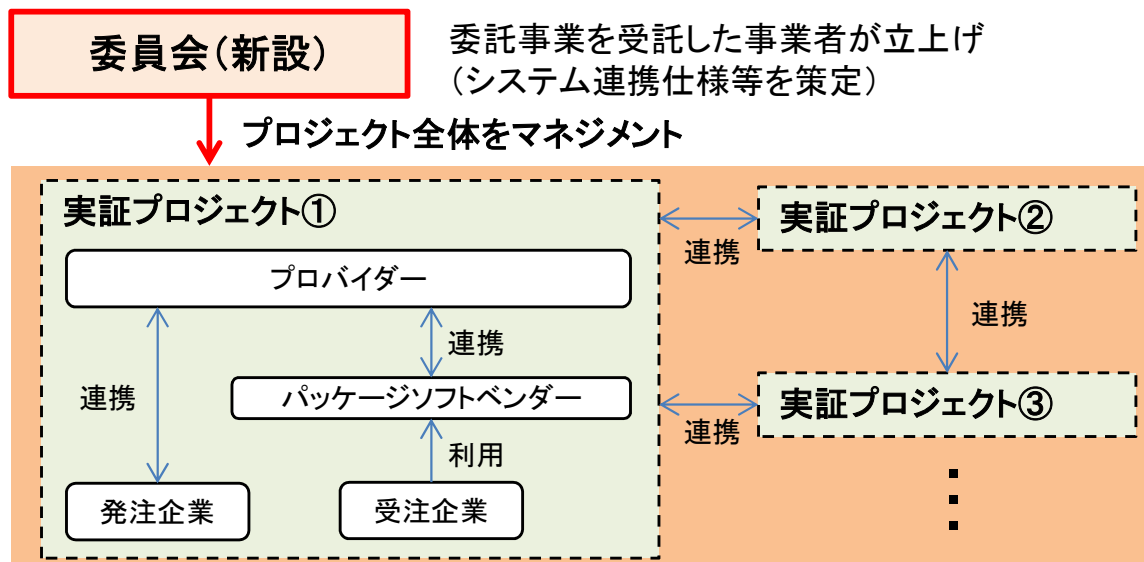 委員会(新設)
委託事業を受託した事業者が立上げ
(システム連携仕様等を策定)
プロジェクト全体をマネジメント
実証プロジェクト①
プロバイダー
連携
連携
パッケージソフトベンダー
利用
発注企業
受注企業
連携
実証プロジェクト②
連携
連携
実証プロジェクト③